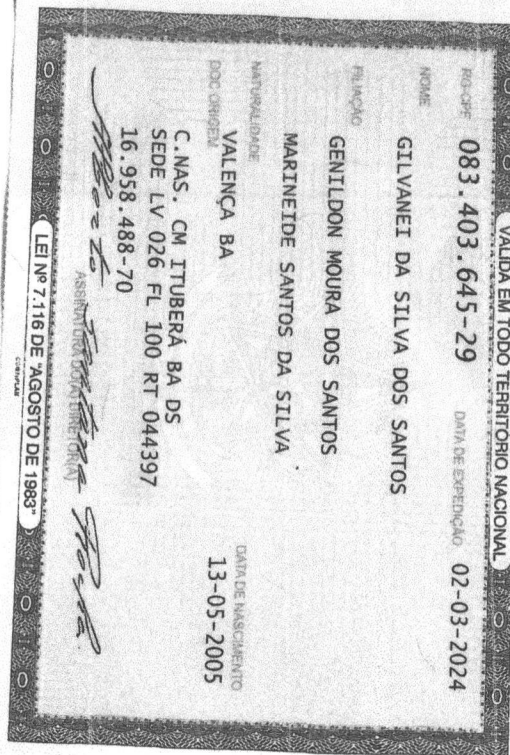 VÁLIDA EM TODO TERRITÓRIO NACIONAL
RG-CPF 083.403.645-29 DATA DE EXPEDIÇÃO 02-03-2024
NOME
GILVANEI DA SILVA DOS SANTOS
FILIAÇÃO
GENILDON MOURA DOS SANTOS
MARINEIDE SANTOS DA SILVA
NATURALIDADE DATA DE NASCIMENTO
VALENÇA BA 13-05-2005
DOC ORIGEM
C.NAS. CM ITUBERÁ BA DS
SEDE LV 026 FL 100 RT 044397
16.958.488-70
ASSINATURA DO(A) DIRETOR(A)
LEI Nº 7.116 DE "AGOSTO DE 1983"